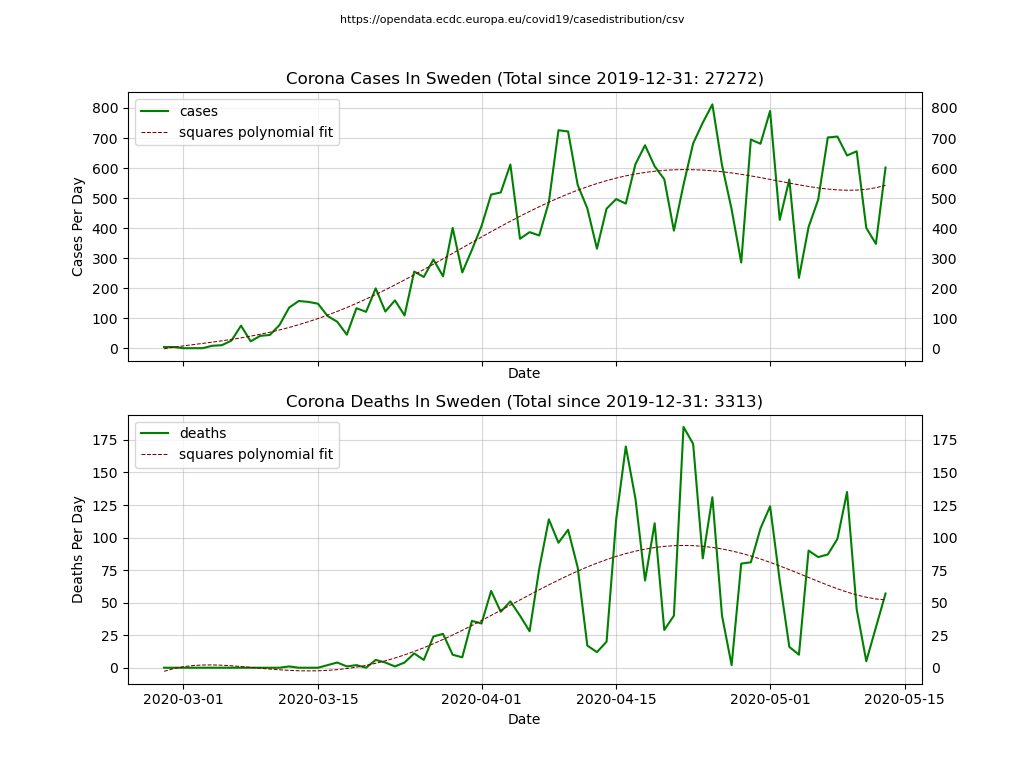 https://opendata.ecdc.europa.eu/covid19/casedistribution/csv
Corona Cases In Sweden (Total since 2019-12-31: 27272)
cases
squares polynomial fit
Cases Per Day
800 800
700 700
600 600
500 500
400 400
300 300
200 200
100 100
0 0
Date
Corona Deaths In Sweden (Total since 2019-12-31: 3313)
deaths
squares polynomial fit
Deaths Per Day
175 175
150 150
125 125
100 100
75 75
50 50
25 25
0 0
2020-03-01 2020-03-15 2020-04-01 2020-04-15 2020-05-01 2020-05-15
Date